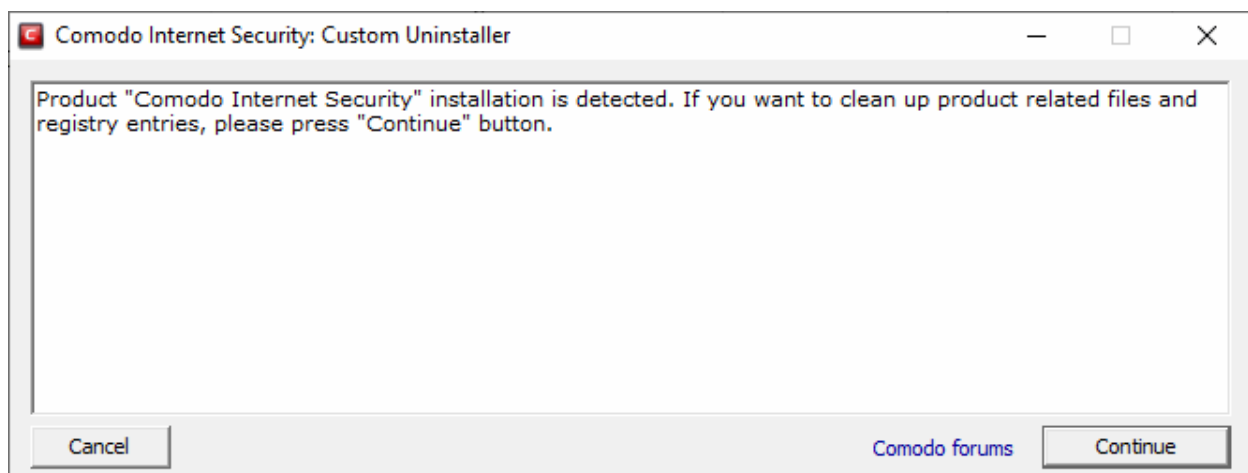 Comodo Internet Security: Custom Uninstaller
Product "Comodo Internet Security" installation is detected. If you want to clean up product related files and
registry entries, please press "Continue" button.
Cancel
Comodo forums
Continue